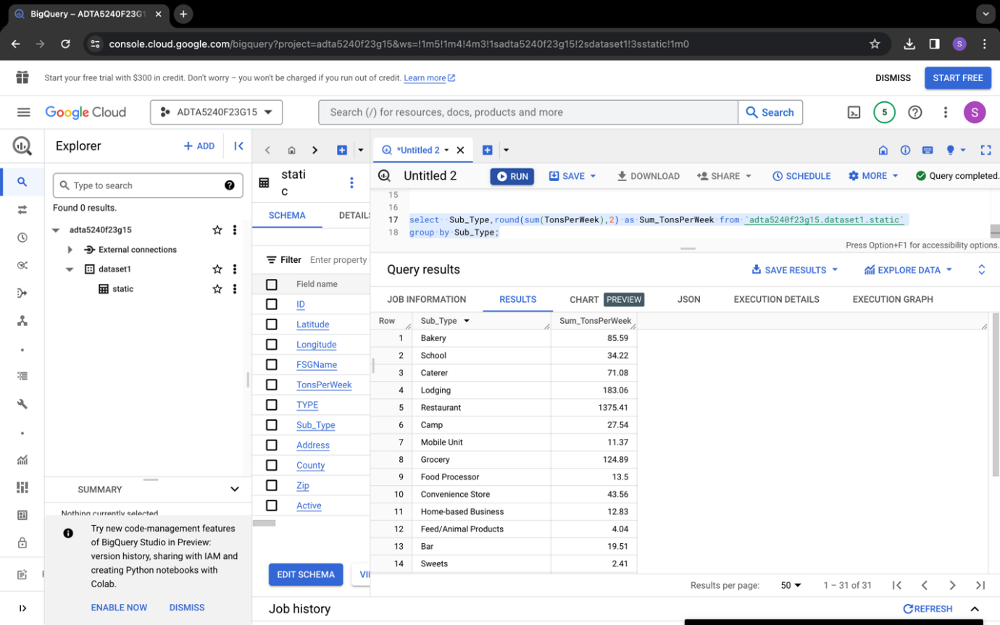 BigQuery – ADTA5240F23G1
console.cloud.google.com/bigquery?project=adta5240f23g15&ws=!1m5!1m4!4m3!1sadta5240f23g15!2sdataset1!3sstatic!1m0
S
Start your free trial with $300 in credit. Don't worry – you won't be charged if you run out of credit. Learn more
DISMISS
START FREE
Google Cloud
ADTA5240F23G15
Search (/) for resources, docs, products and more
Search
5
S
Explorer
+ ADD
Type to search
Found 0 results.
adta5240f23g15
External connections
dataset1
static
SUMMARY
Nothing currently selected
Try new code-management features
of BigQuery Studio in Preview:
version history, sharing with IAM and
creating Python notebooks with
Colab.
ENABLE NOW
DISMISS
stati
c
SCHEMA
DETAILS
Filter
Enter property
Field name
ID
Latitude
Longitude
FSGName
TonsPerWeek
TYPE
Sub_Type
Address
County
Zip
Active
EDIT SCHEMA
VI
*Untitled 2
Untitled 2
RUN
SAVE
DOWNLOAD
SHARE
SCHEDULE
MORE
Query completed.
15
16
17 select  Sub_Type,round(sum(TonsPerWeek),2) as Sum_TonsPerWeek from `adta5240f23g15.dataset1.static`
18 group by Sub_Type;
Press Option+F1 for accessibility options.
Query results
SAVE RESULTS
EXPLORE DATA
JOB INFORMATION
RESULTS
CHART PREVIEW
JSON
EXECUTION DETAILS
EXECUTION GRAPH
Row Sub_Type Sum_TonsPerWeek
1 Bakery 85.59
2 School 34.22
3 Caterer 71.08
4 Lodging 183.06
5 Restaurant 1375.41
6 Camp 27.54
7 Mobile Unit 11.37
8 Grocery 124.89
9 Food Processor 13.5
10 Convenience Store 43.56
11 Home-based Business 12.83
12 Feed/Animal Products 4.04
13 Bar 19.51
14 Sweets 2.41
Results per page:
50
1 – 31 of 31
Job history
REFRESH